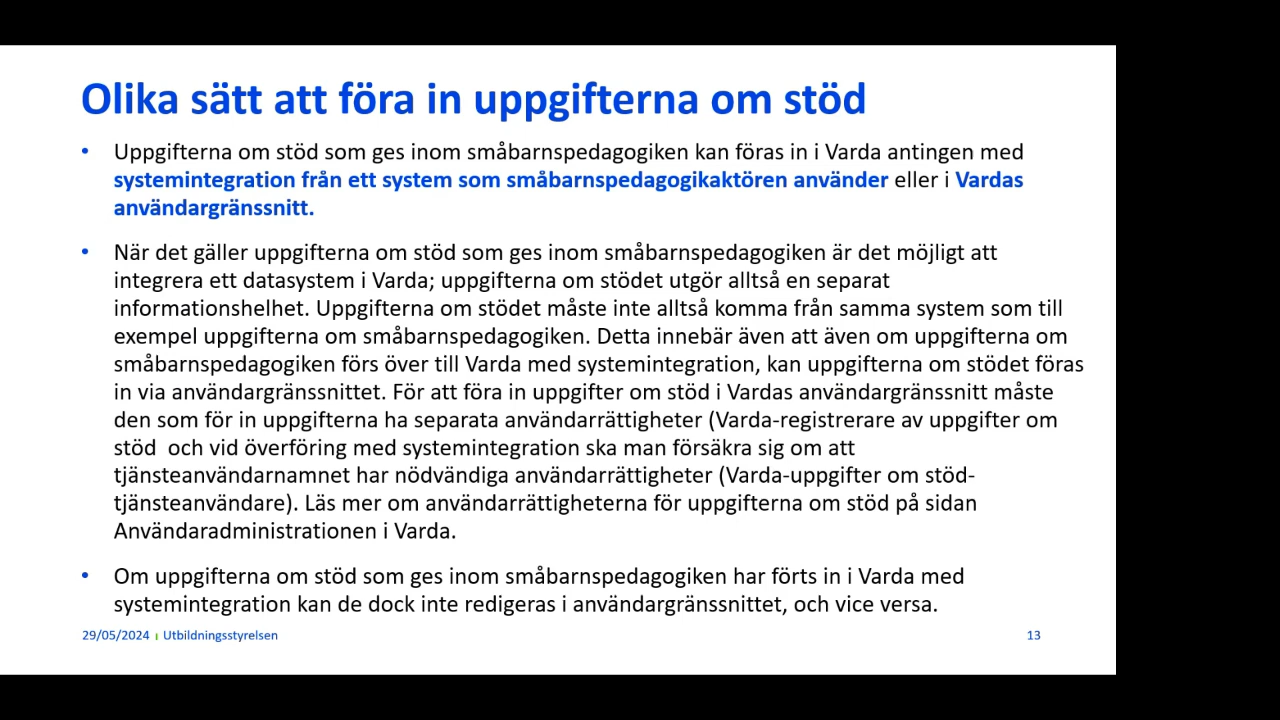 Olika sätt att föra in uppgifterna om stöd
• Uppgifterna om stöd som ges inom småbarnspedagogiken kan föras in i Varda antingen med
systemintegration från ett system som småbarnspedagogikaktören använder eller i Vardas
användargränssnitt.
• När det gäller uppgifterna om stöd som ges inom småbarnspedagogiken är det möjligt att
integrera ett datasystem i Varda; uppgifterna om stödet utgör alltså en separat
informationshelhet. Uppgifterna om stödet måste inte alltså komma från samma system som till
exempel uppgifterna om småbarnspedagogiken. Detta innebär även att även om uppgifterna om
småbarnspedagogiken förs över till Varda med systemintegration, kan uppgifterna om stödet föras
in via användargränssnittet. För att föra in uppgifter om stöd i Vardas användargränssnitt måste
den som för in uppgifterna ha separata användarrättigheter (Varda-registrerare av uppgifter om
stöd  och vid överföring med systemintegration ska man försäkra sig om att
tjänsteanvändarnamnet har nödvändiga användarrättigheter (Varda-uppgifter om stöd-
tjänsteanvändare). Läs mer om användarrättigheterna för uppgifterna om stöd på sidan
Användaradministrationen i Varda.
• Om uppgifterna om stöd som ges inom småbarnspedagogiken har förts in i Varda med
systemintegration kan de dock inte redigeras i användargränssnittet, och vice versa.
29/05/2024 ı Utbildningsstyrelsen 13